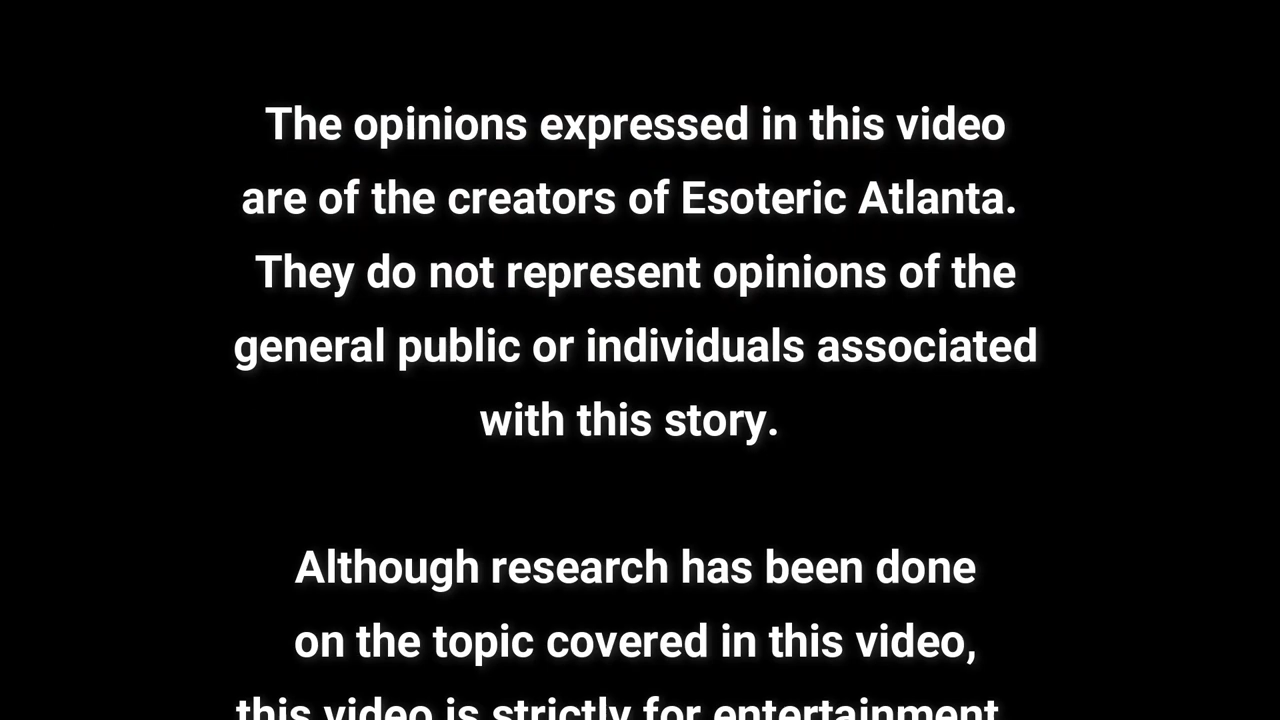 The opinions expressed in this video
are of the creators of Esoteric Atlanta.
They do not represent opinions of the
general public or individuals associated
with this story.
Although research has been done
on the topic covered in this video,
this video is strictly for entertainment